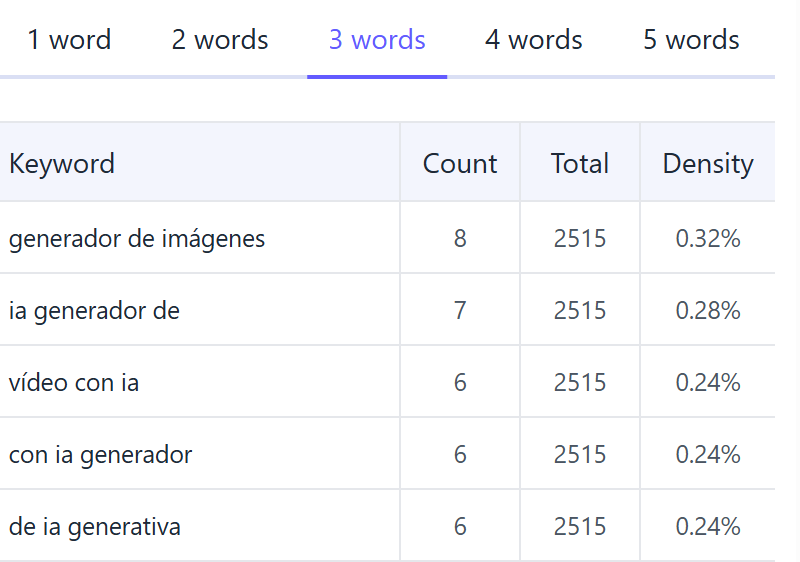 1 word 2 words 3 words 4 words 5 words
Keyword Count Total Density
generador de imágenes 8 2515 0.32%
ia generador de 7 2515 0.28%
vídeo con ia 6 2515 0.24%
con ia generador 6 2515 0.24%
de ia generativa 6 2515 0.24%